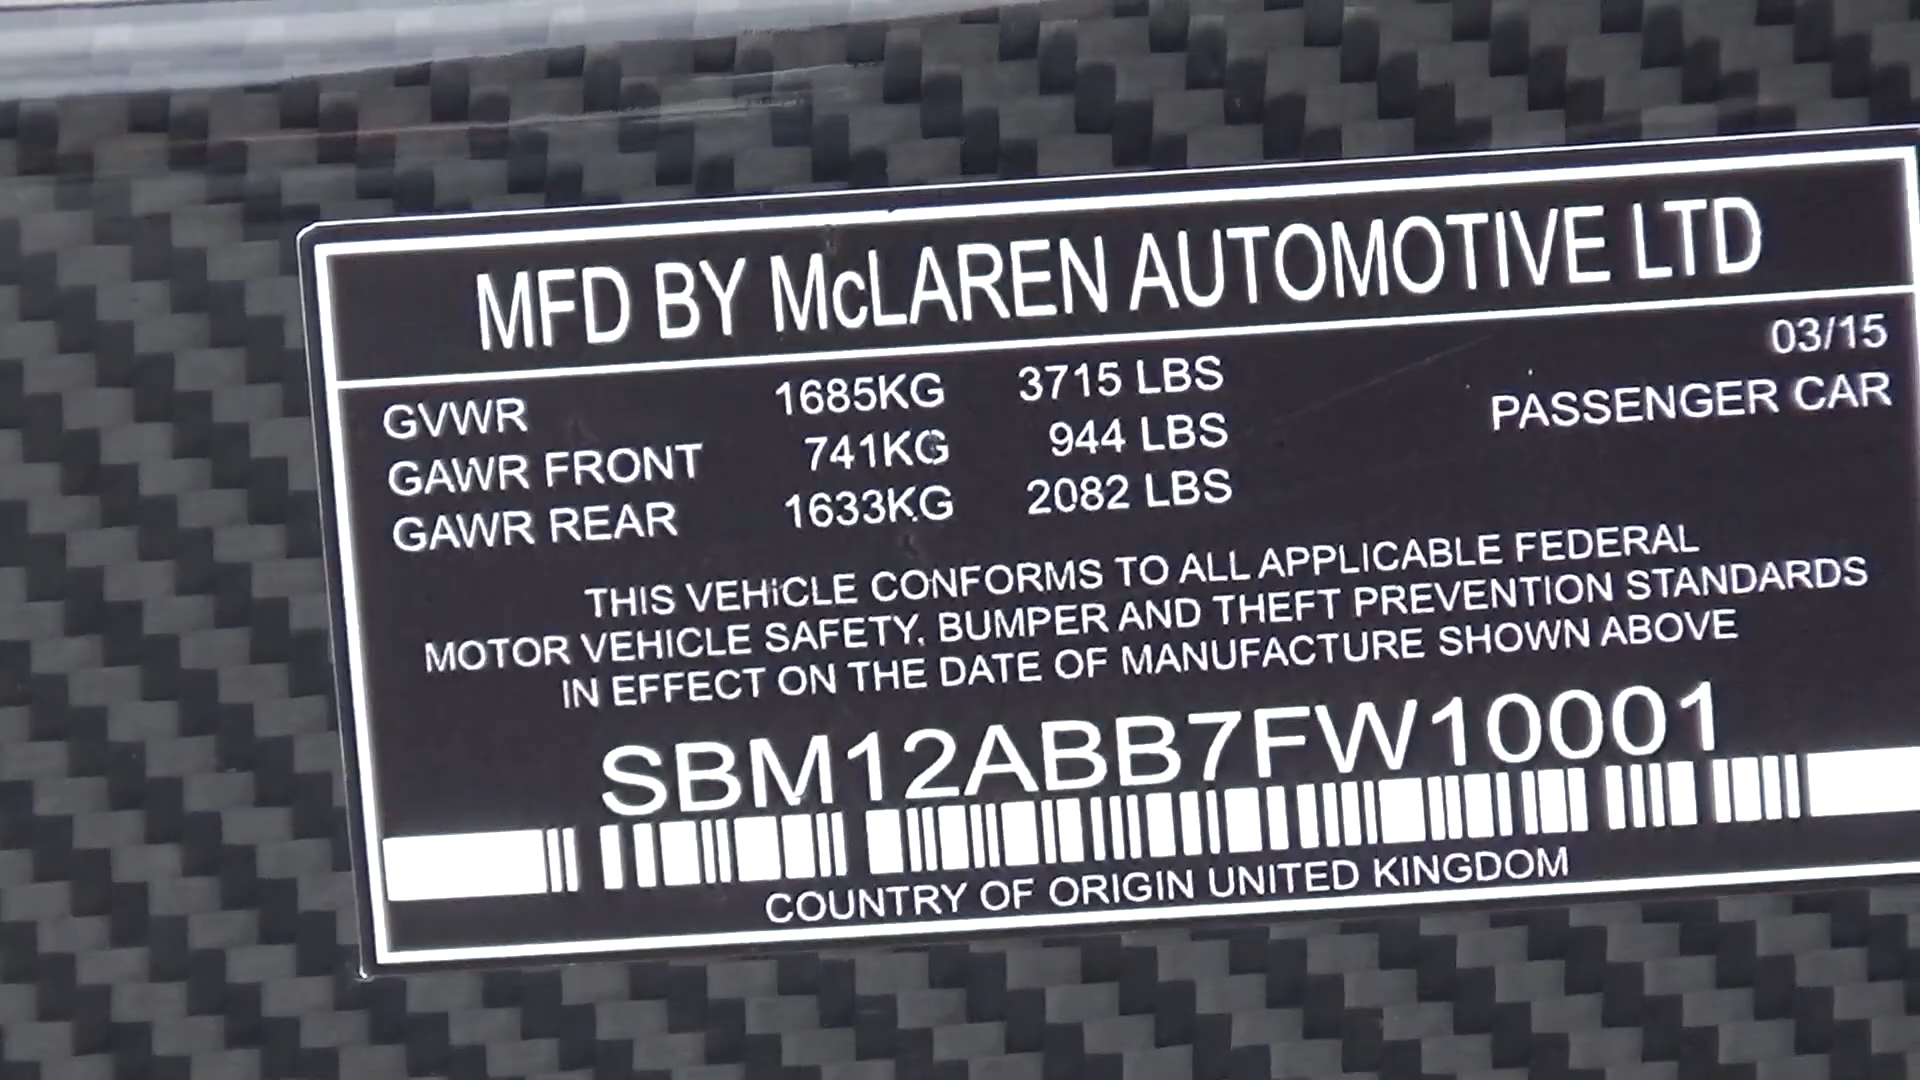 MFD BY McLAREN AUTOMOTIVE LTD
03/15
GVWR 1685KG 3715 LBS PASSENGER CAR
GAWR FRONT 741KG 944 LBS
GAWR REAR 1633KG 2082 LBS
THIS VEHiCLE CONFORMS TO ALL APPLICABLE FEDERAL
MOTOR VEHICLE SAFETY, BUMPER AND THEFT PREVENTION STANDARDS
IN EFFECT ON THE DATE OF MANUFACTURE SHOWN ABOVE
SBM12ABB7FW10001
COUNTRY OF ORIGIN UNITED KINGDOM